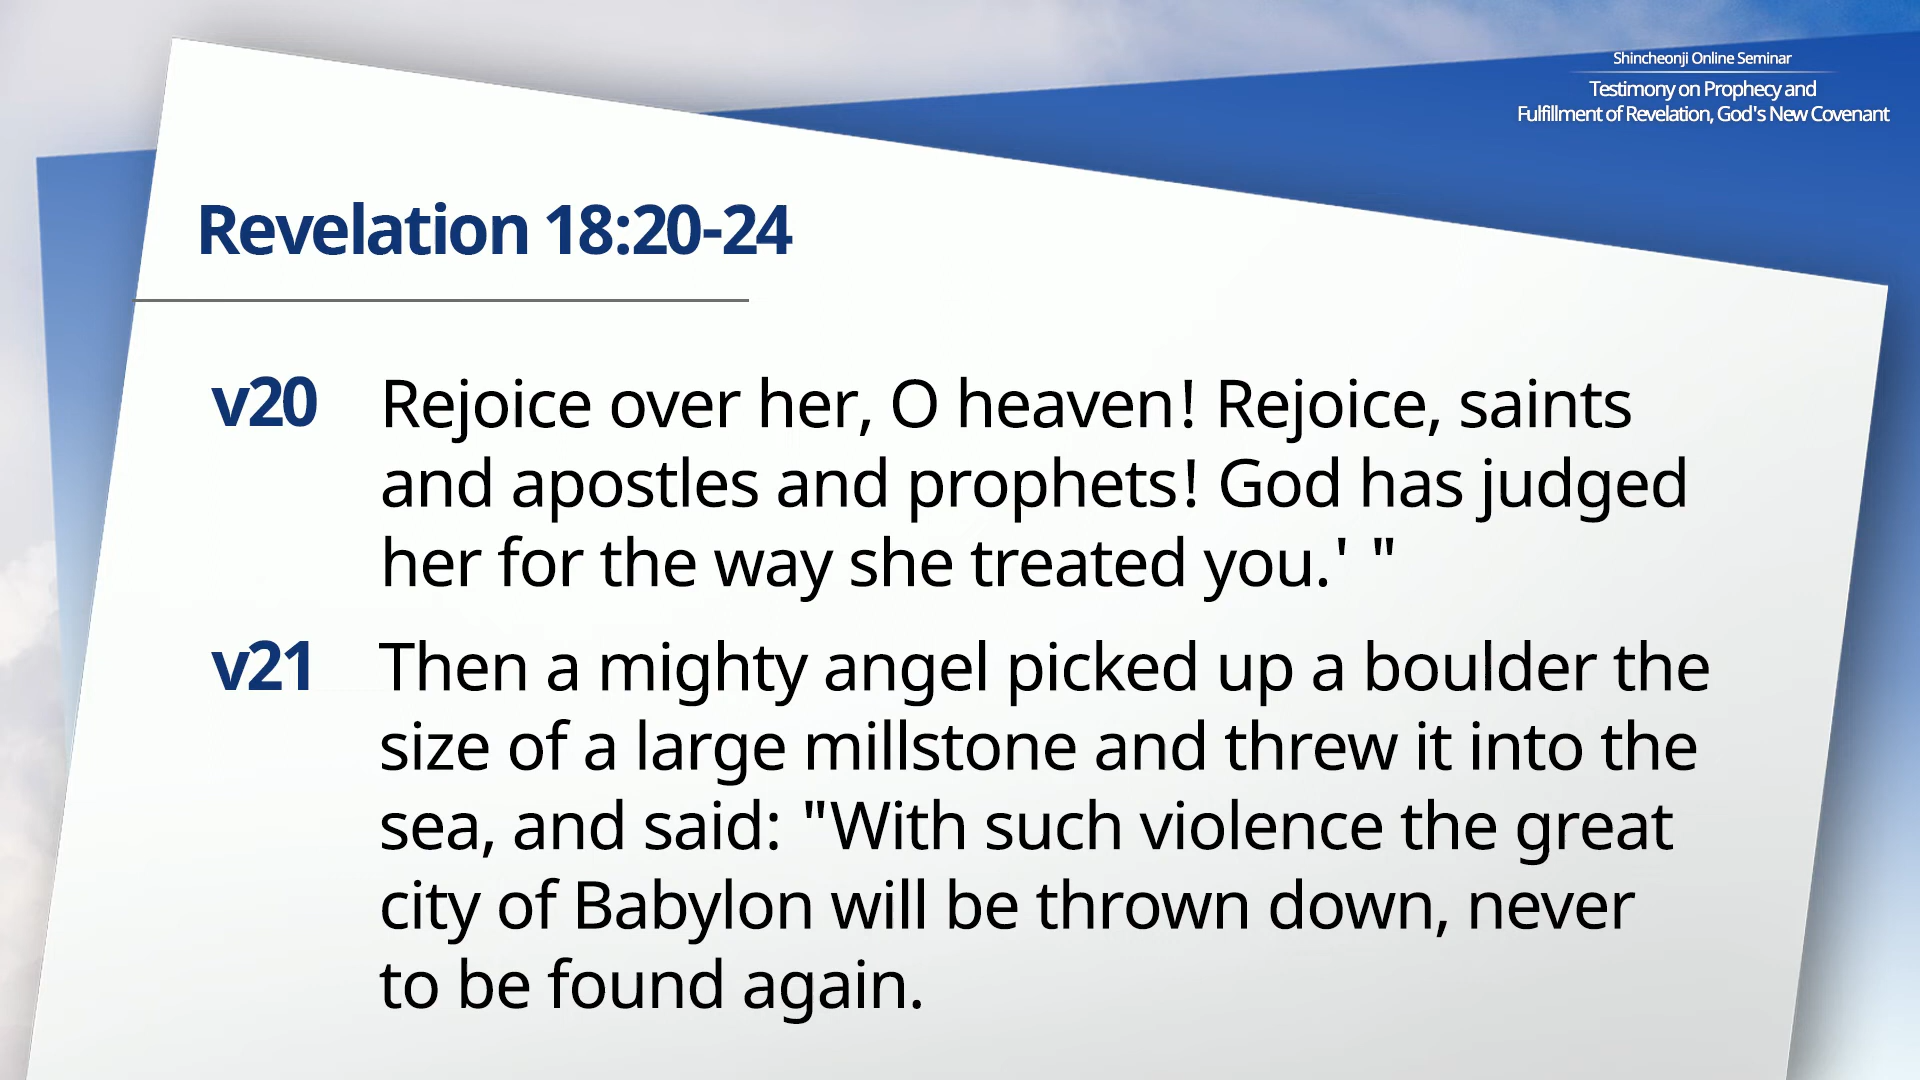 Shincheonji Online Seminar
Testimony on Prophecy and
Fulfillment of Revelation, God's New Covenant
Revelation 18:20-24
v20 Rejoice over her, O heaven! Rejoice, saints
and apostles and prophets! God has judged
her for the way she treated you.' "
v21 Then a mighty angel picked up a boulder the
size of a large millstone and threw it into the
sea, and said: "With such violence the great
city of Babylon will be thrown down, never
to be found again.